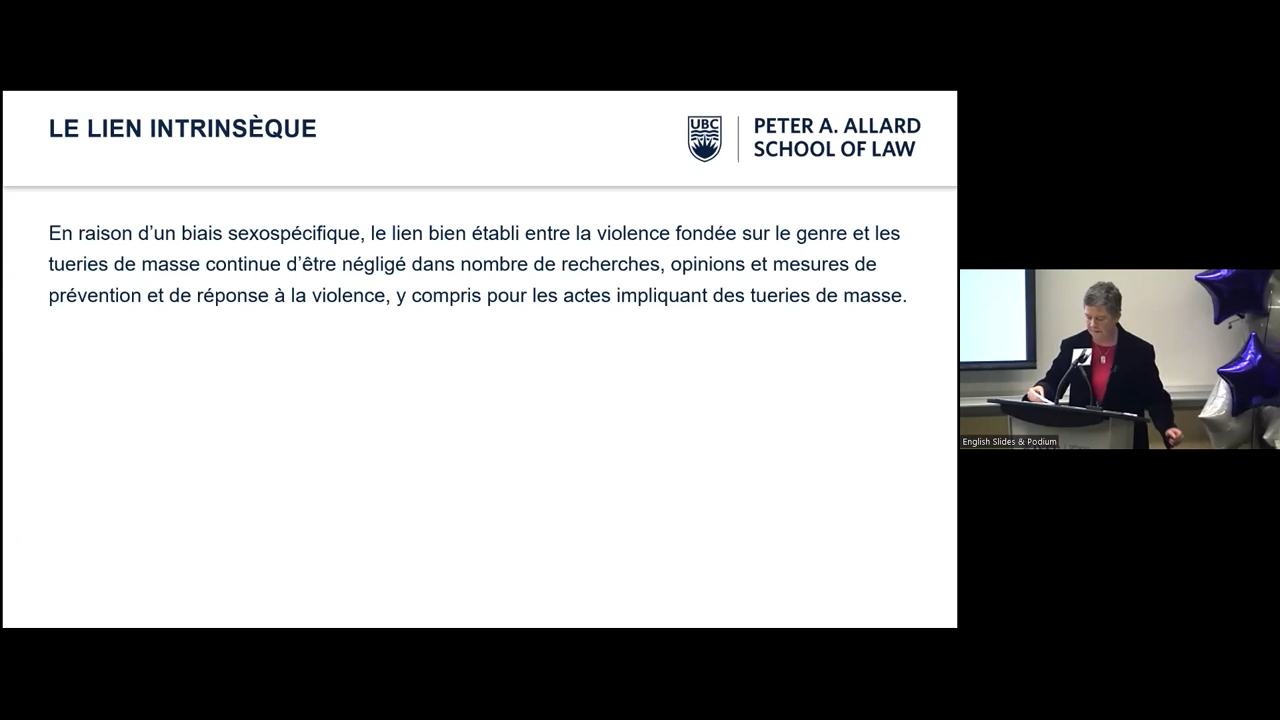 LE LIEN INTRINSÈQUE
UBC
PETER A. ALLARD
SCHOOL OF LAW
En raison d’un biais sexospécifique, le lien bien établi entre la violence fondée sur le genre et les
tueries de masse continue d’être négligé dans nombre de recherches, opinions et mesures de
prévention et de réponse à la violence, y compris pour les actes impliquant des tueries de masse.
English Slides & Podium